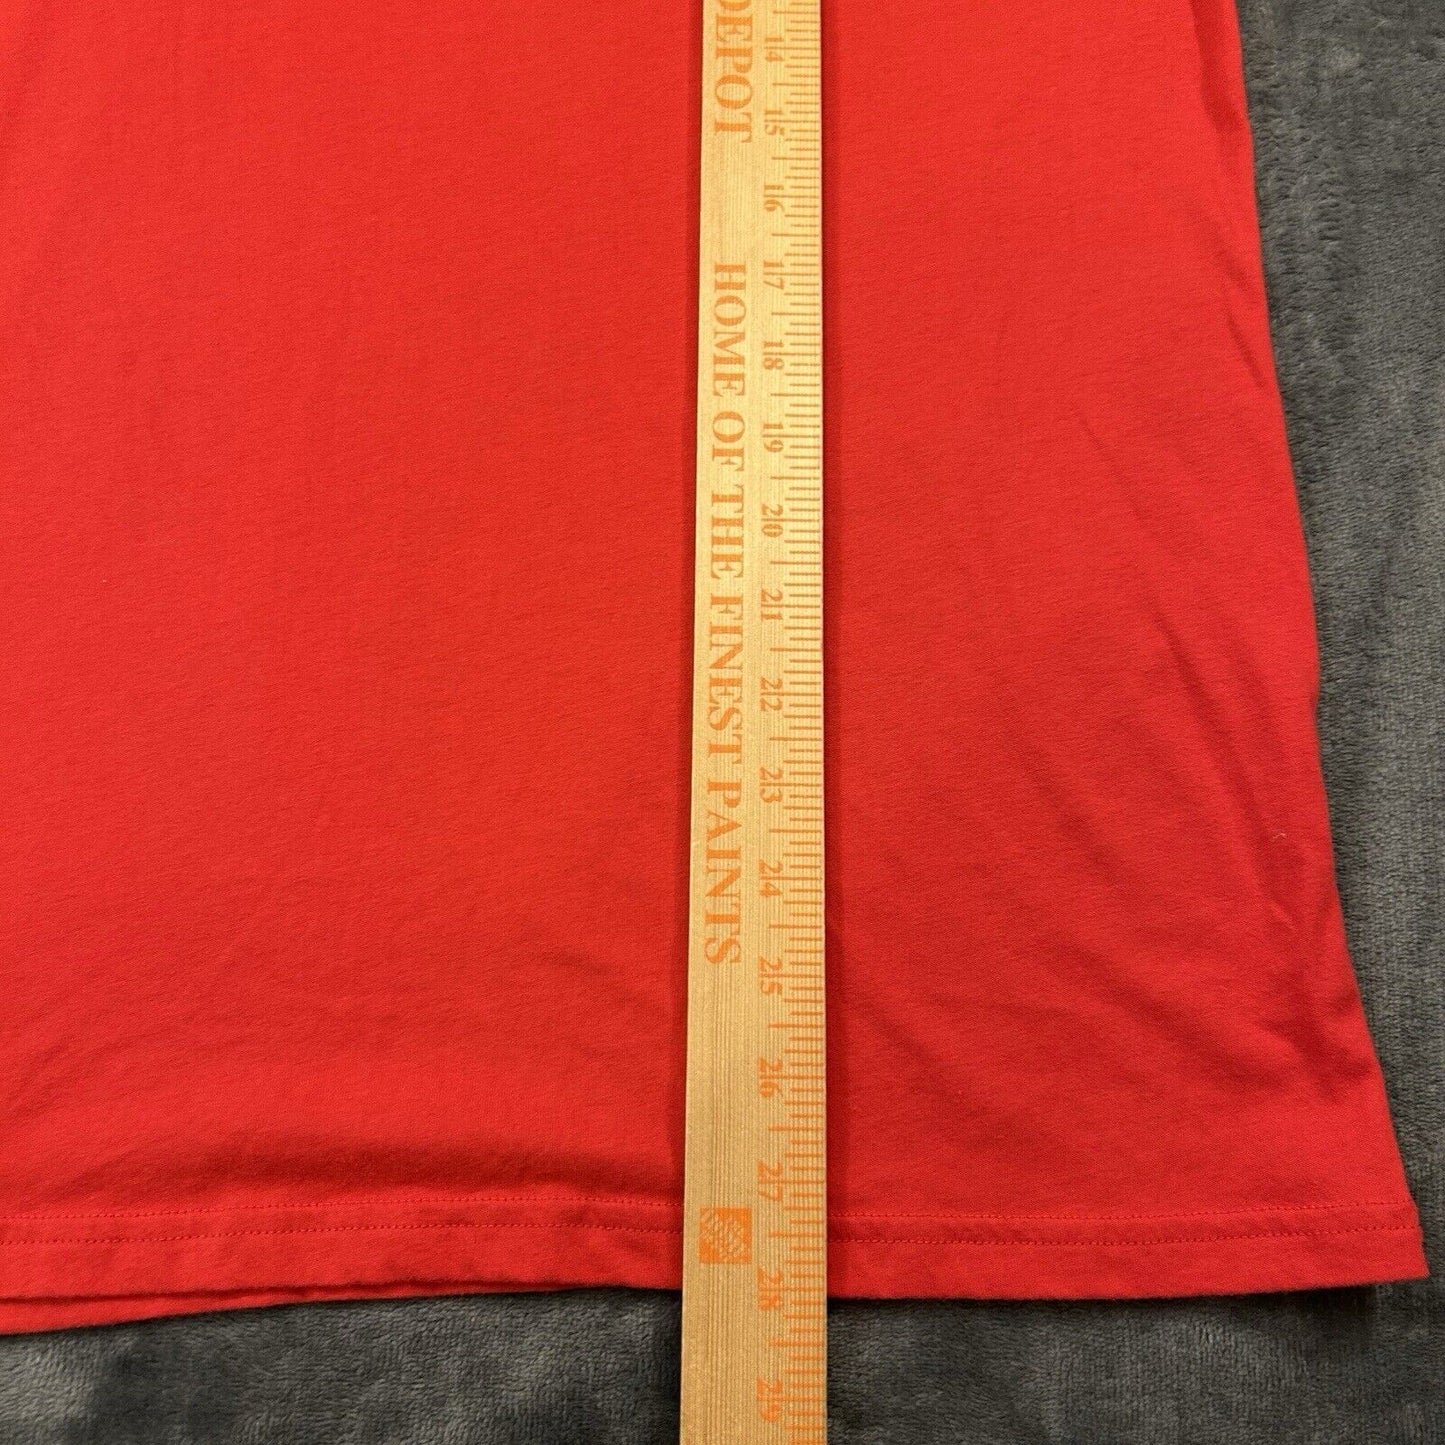 DEPOT
HOME OF THE FINEST PAINTS
14 15 16 17 18 19 20 21 22 23 24 25 26 27 28 29